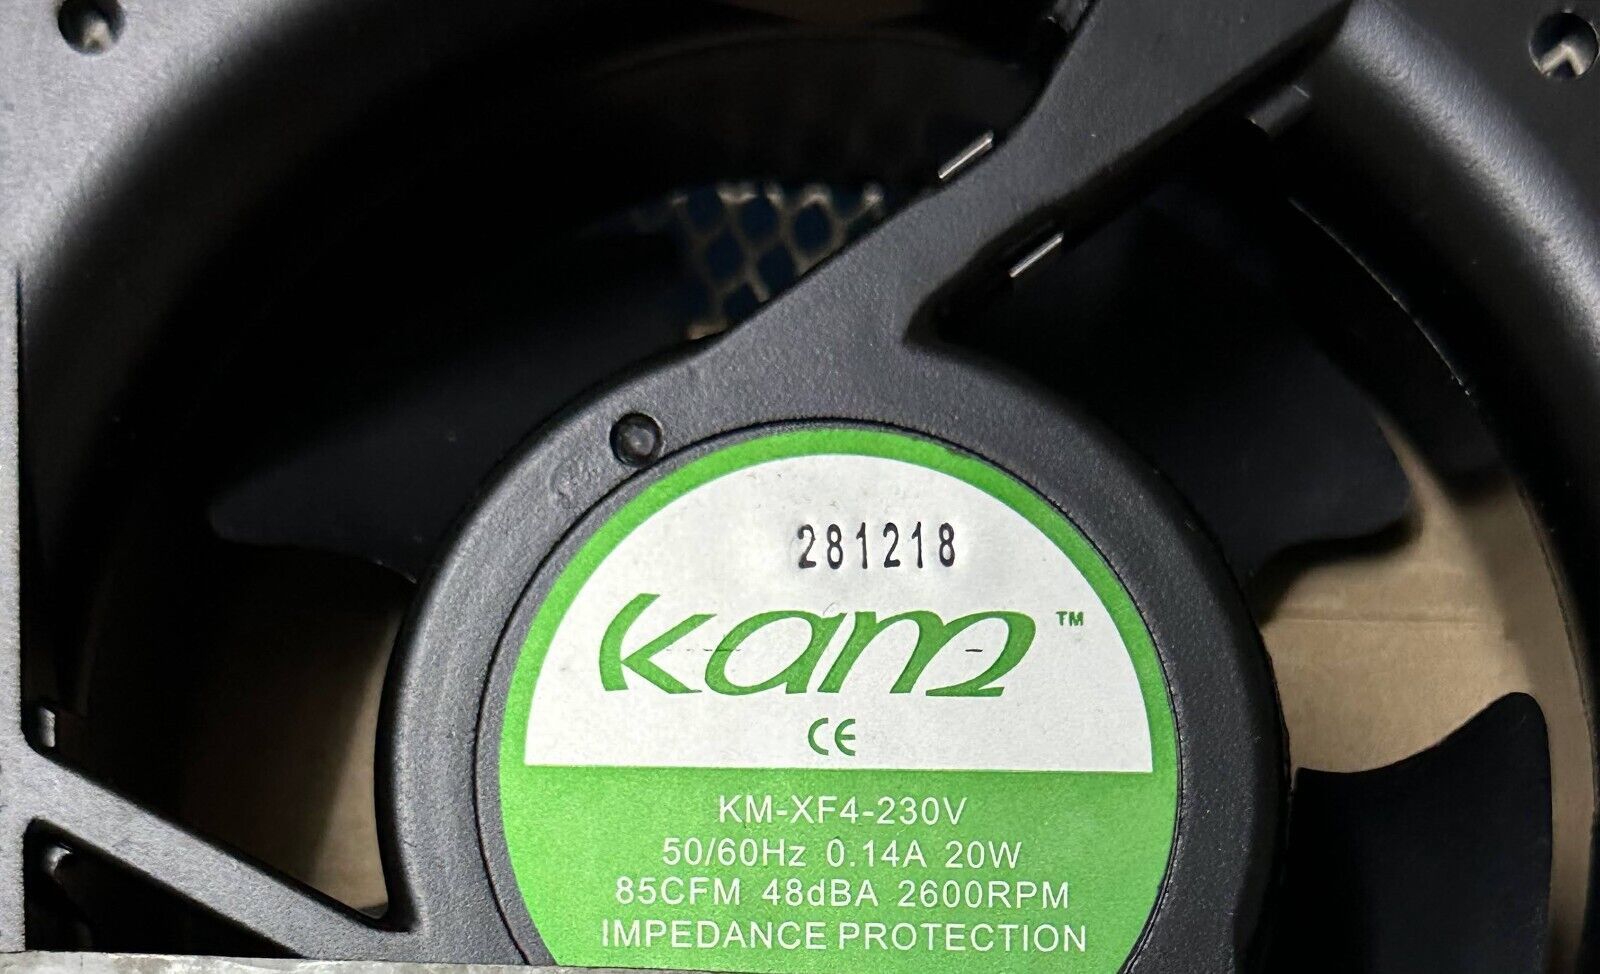 281218
kam™
CE
KM-XF4-230V
50/60Hz 0.14A 20W
85CFM 48dBA 2600RPM
IMPEDANCE PROTECTION